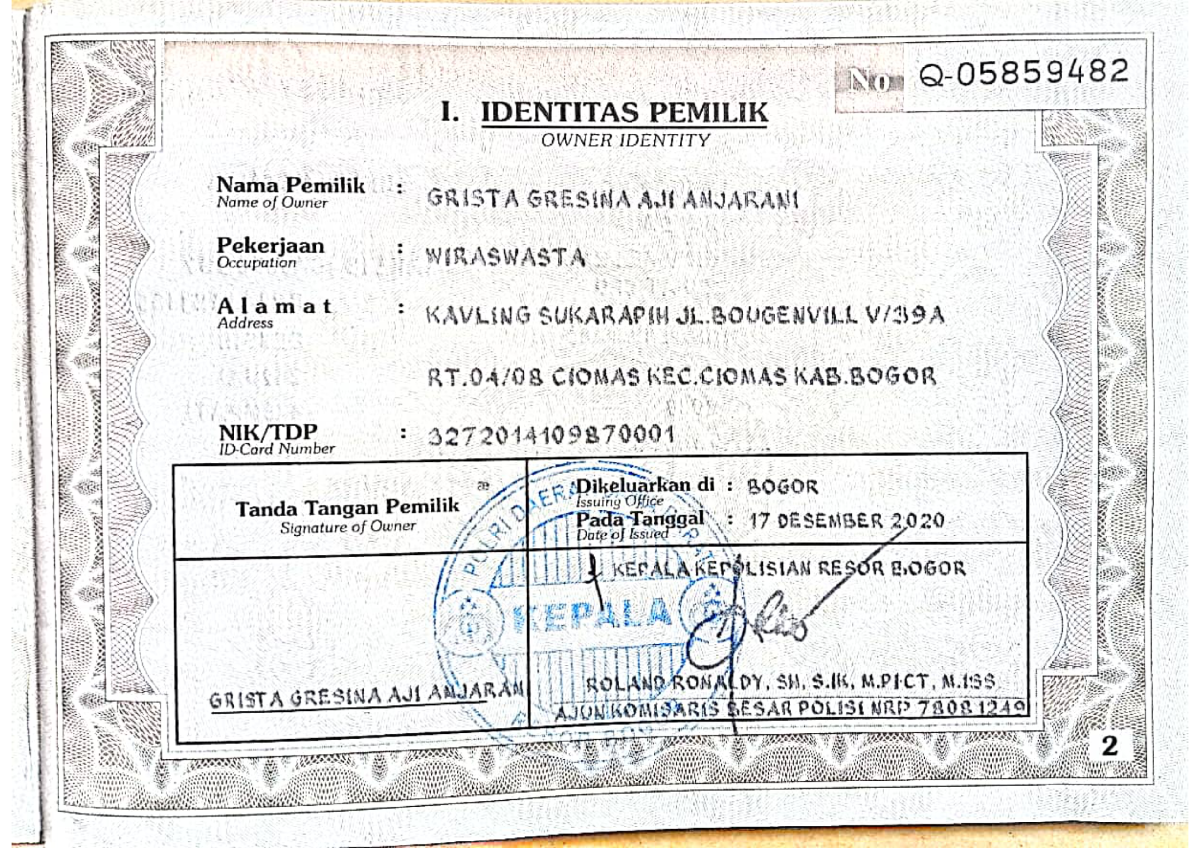 No Q-05859482
I. IDENTITAS PEMILIK
OWNER IDENTITY
Nama Pemilik : GRISTA GRESINA AJI ANJARANI
Name of Owner
Pekerjaan : WIRASWASTA
Occupation
Alamat : KAVLING SUKARAPIH JL.BOUGENVILL V/39A
Address
RT.04/08 CIOMAS KEC.CIOMAS KAB.BOGOR
NIK/TDP : 3272014109870001
ID-Card Number
Tanda Tangan Pemilik
Signature of Owner
Dikeluarkan di : BOGOR
Issuing Office
Pada Tanggal : 17 DESEMBER 2020
Date of Issued
KEPALA KEPOLISIAN RESOR BOGOR
KEPALA
GRISTA GRESINA AJI ANJARAN
ROLAND RONALDY, SH, S.IK, M.PICT, M.ISS
AJUN KOMISARIS BESAR POLISI NRP 78081249
2